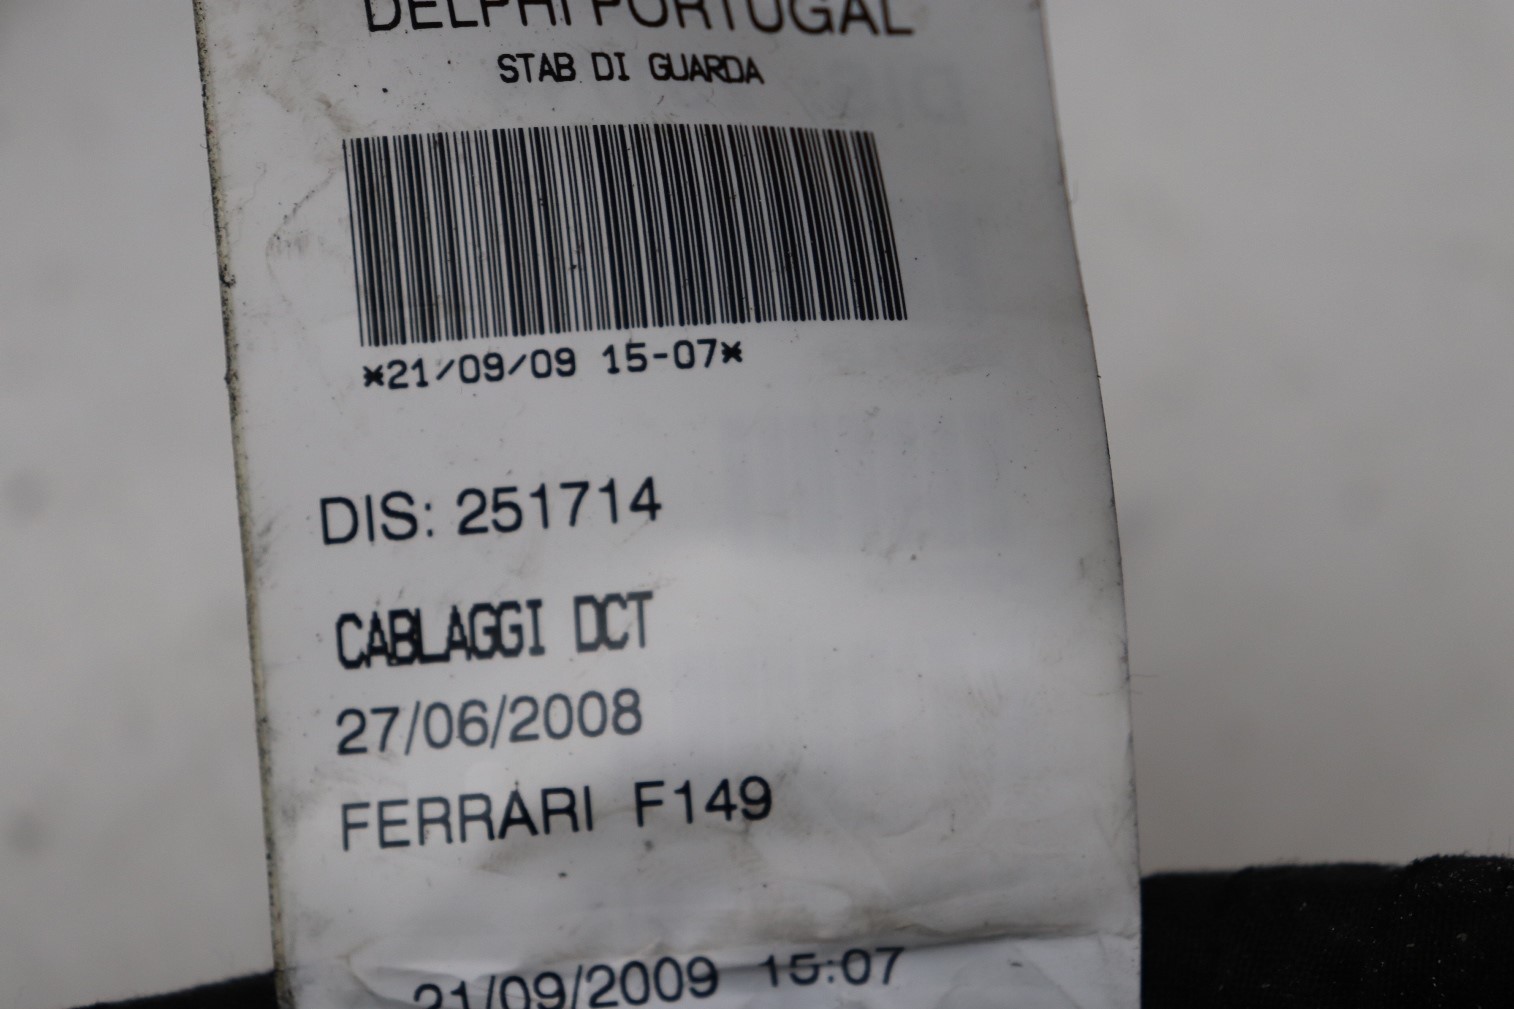 DELPHI PORTUGAL
STAB DI GUARDA
*21/09/09 15-07*
DIS: 251714
CABLAGGI DCT
27/06/2008
FERRARI F149
21/09/2009 15:07